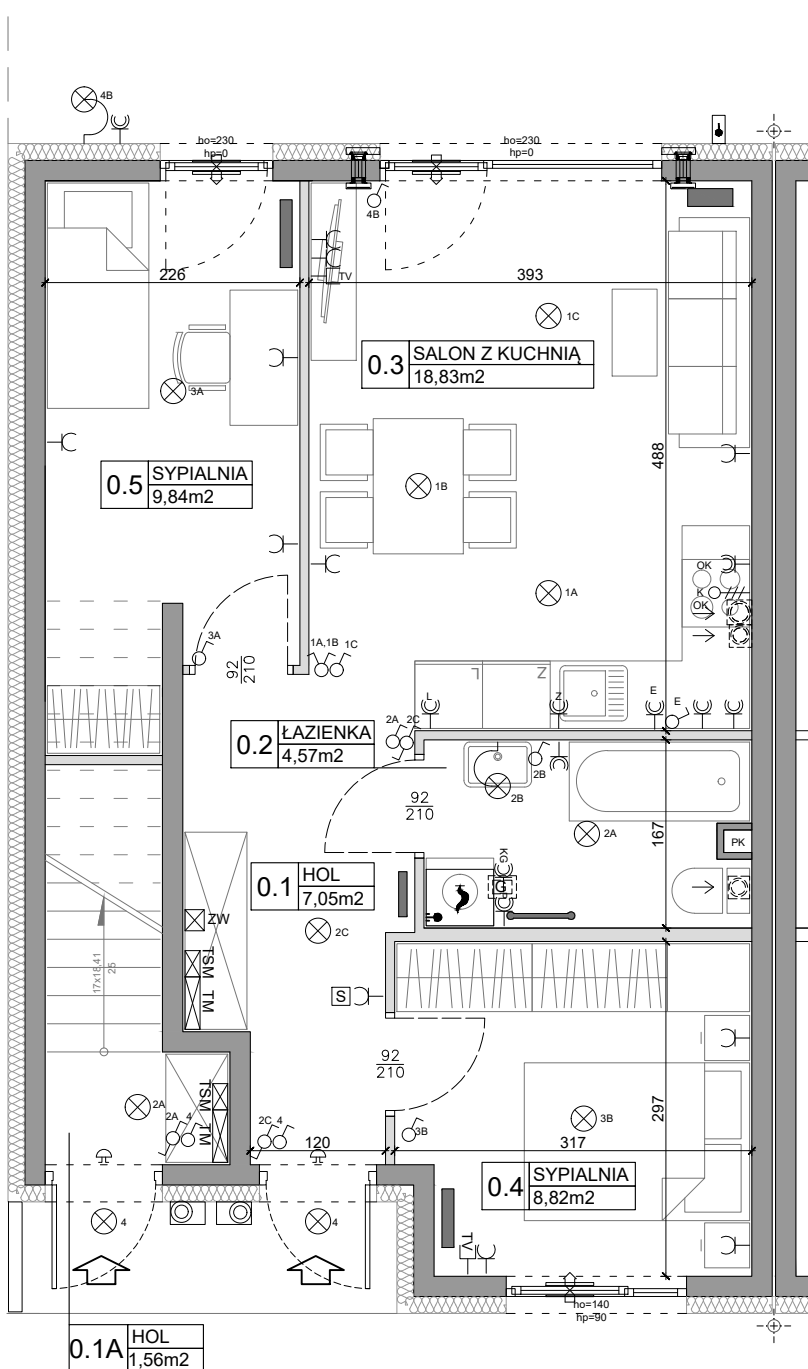 4B
ho=230
hp=0
ho=230
hp=0
4B
TV
226
393
1C
0.3 SALON Z KUCHNIĄ
18,83m2
3A
488
0.5 SYPIALNIA
9,84m2
1B
OK
K
OK
1A
3A
92
210
1A,1B
1C
L
Z
L
Z
E
E
2A
2C
0.2 ŁAZIENKA
4,57m2
2B
2B
92
210
2A
167
PK
KG
G
P
0.1 HOL
7,05m2
ZW
2C
TSM
TM
17x18,41
25
S
92
210
297
2A
2A
4
TSM
TM
2C
4
120
3B
317
3B
0.4 SYPIALNIA
8,82m2
4
4
TV
ho=140
hp=90
0.1A HOL
1,56m2